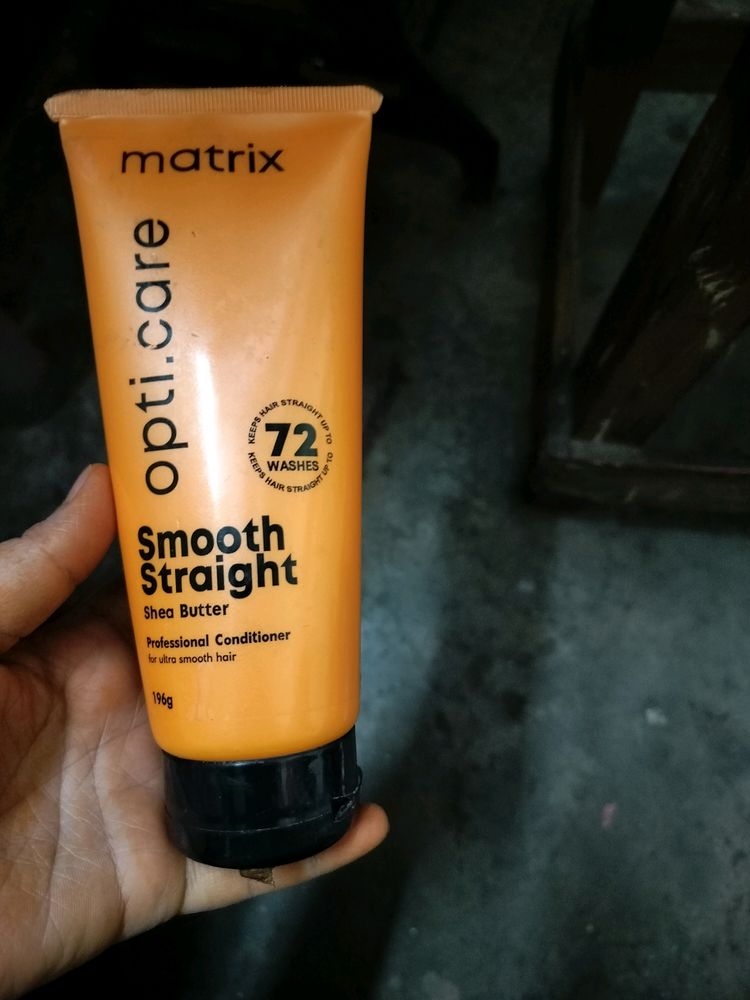 matrix
opti.care
KEEPS HAIR STRAIGHT UP TO
72
WASHES
KEEPS HAIR STRAIGHT UP TO
Smooth
Straight
Shea Butter
Professional Conditioner
for ultra smooth hair
196g